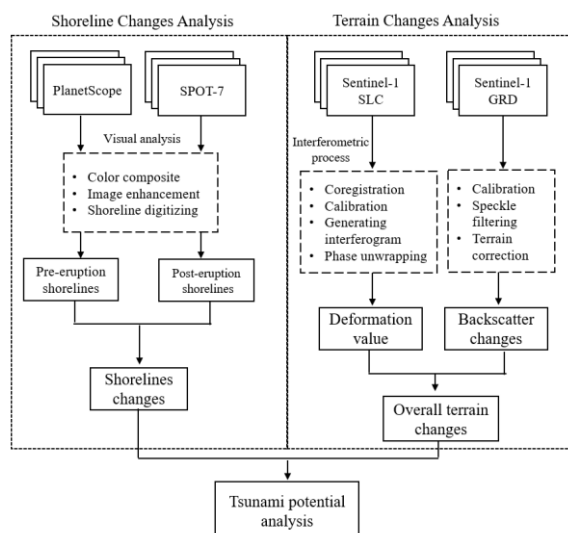 Shoreline Changes Analysis
PlanetScope
SPOT-7
Visual analysis
• Color composite
• Image enhancement
• Shoreline digitizing
Pre-eruption
shorelines
Post-eruption
shorelines
Shorelines
changes
Terrain Changes Analysis
Sentinel-1
SLC
Sentinel-1
GRD
Interferometric
process
• Coregistration
• Calibration
• Generating
interferogram
• Phase unwrapping
• Calibration
• Speckle
filtering
• Terrain
correction
Deformation
value
Backscatter
changes
Overall terrain
changes
Tsunami potential
analysis